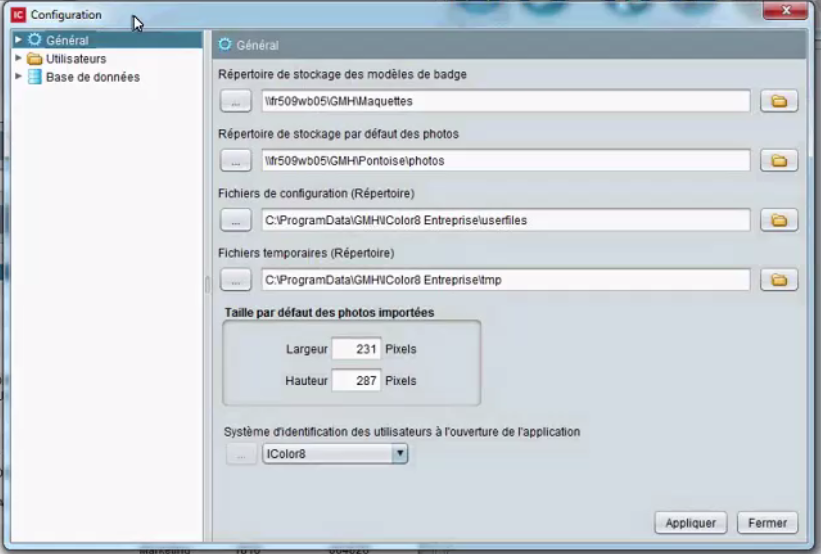 IC Configuration
Général
Utilisateurs
Base de données
Général
Répertoire de stockage des modèles de badge
... \\fr509wb05\GMH\Maquettes
Répertoire de stockage par défaut des photos
... \\fr509wb05\GMH\Pontoise\photos
Fichiers de configuration (Répertoire)
... C:\ProgramData\GMH\IColor8 Entreprise\userfiles
Fichiers temporaires (Répertoire)
... C:\ProgramData\GMH\IColor8 Entreprise\tmp
Taille par défaut des photos importées
Largeur 231 Pixels
Hauteur 287 Pixels
Système d'identification des utilisateurs à l'ouverture de l'application
... IColor8
Appliquer Fermer